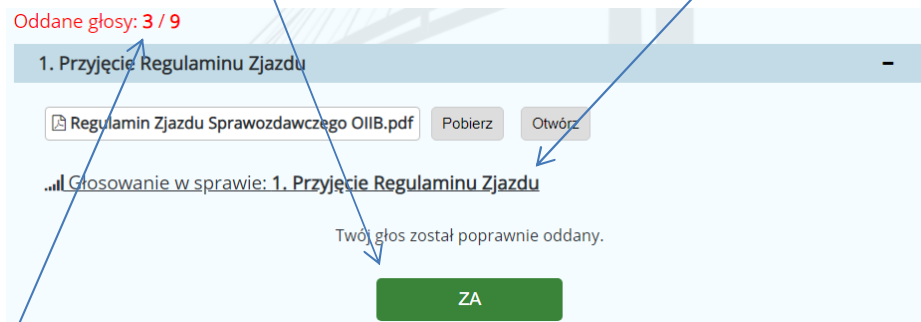 Oddane głosy: 3 / 9
1. Przyjęcie Regulaminu Zjazdu –
Regulamin Zjazdu Sprawozdawczego OIIB.pdf Pobierz Otwórz
Głosowanie w sprawie: 1. Przyjęcie Regulaminu Zjazdu
Twój głos został poprawnie oddany.
ZA